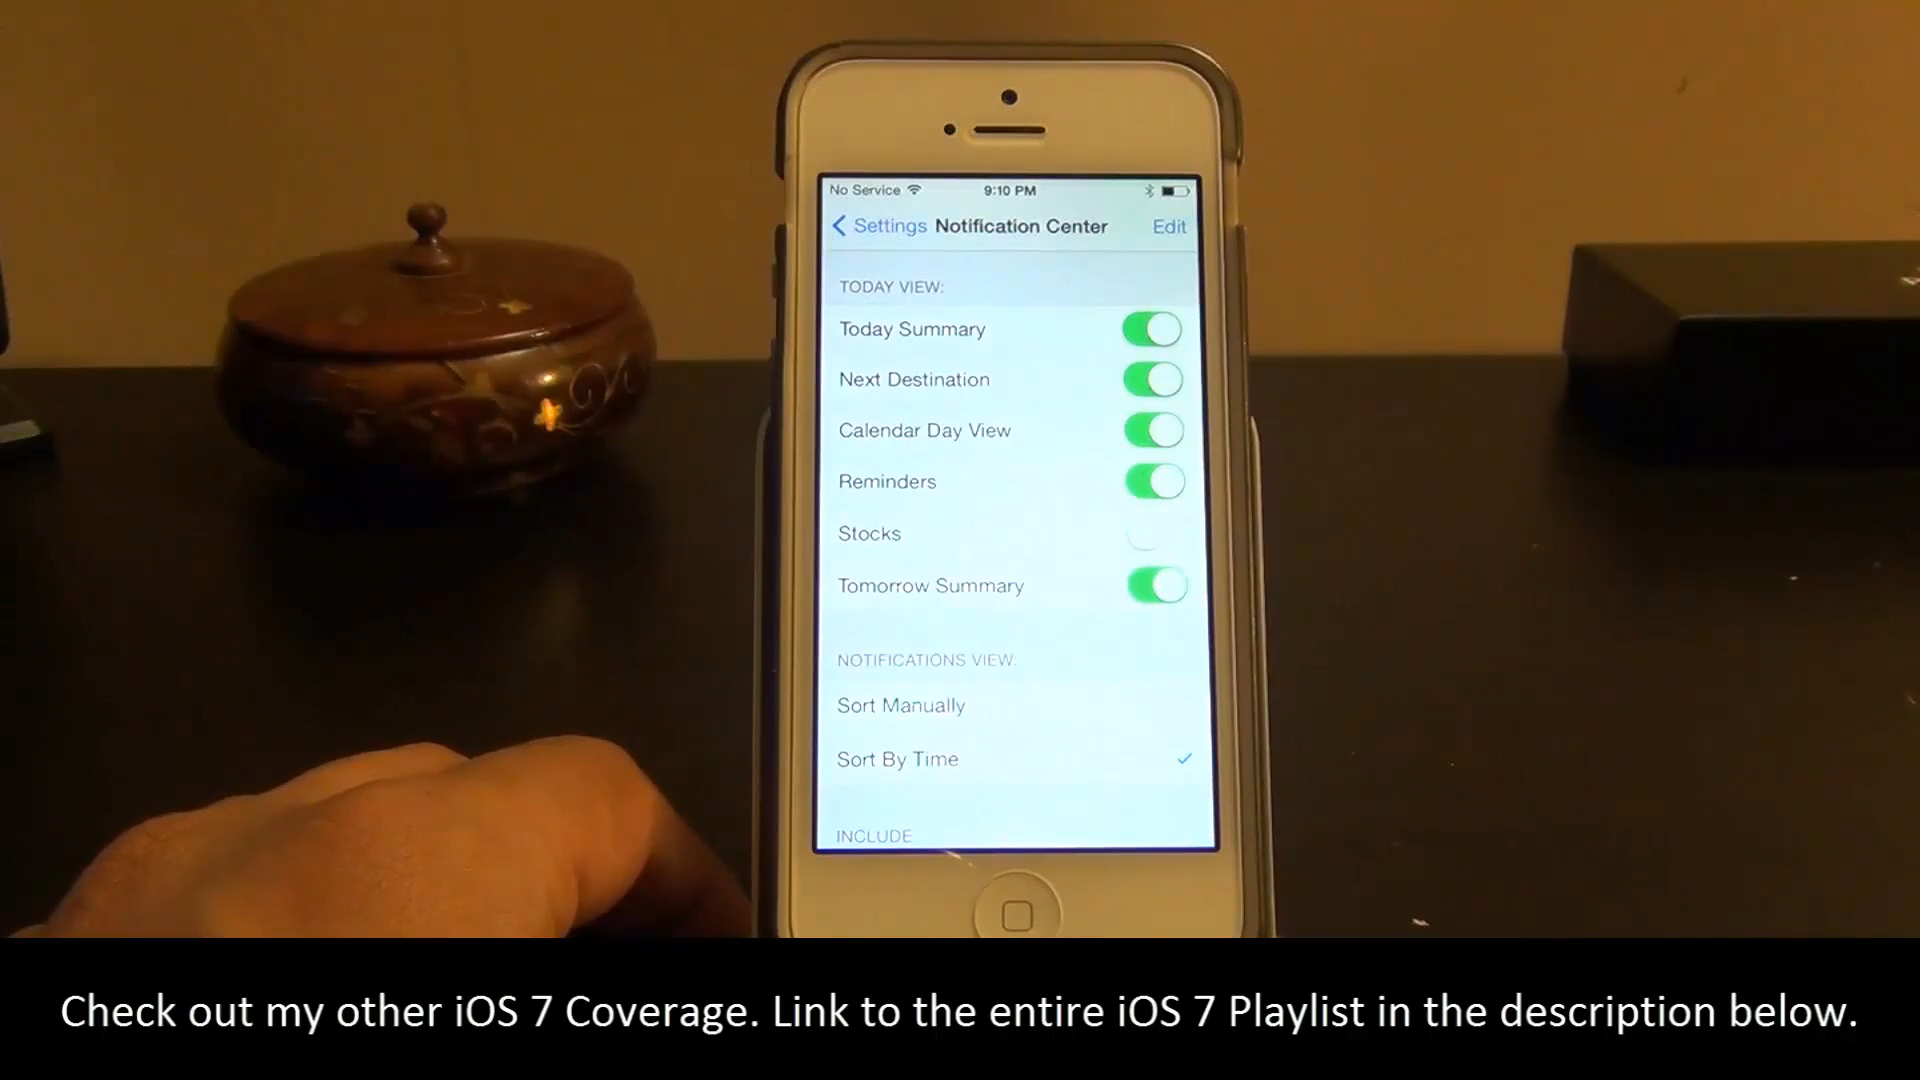 No Service 9:10 PM
Settings Notification Center Edit
TODAY VIEW:
Today Summary
Next Destination
Calendar Day View
Reminders
Stocks
Tomorrow Summary
NOTIFICATIONS VIEW:
Sort Manually
Sort By Time
INCLUDE
Check out my other iOS 7 Coverage. Link to the entire iOS 7 Playlist in the description below.